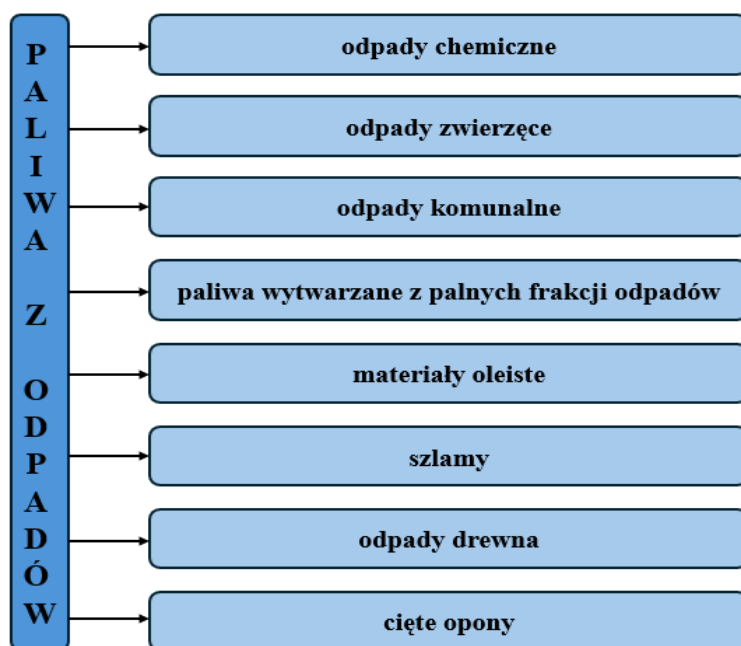 PALIWA Z ODPADÓW
odpady chemiczne
odpady zwierzęce
odpady komunalne
paliwa wytwarzane z palnych frakcji odpadów
materiały oleiste
szlamy
odpady drewna
cięte opony